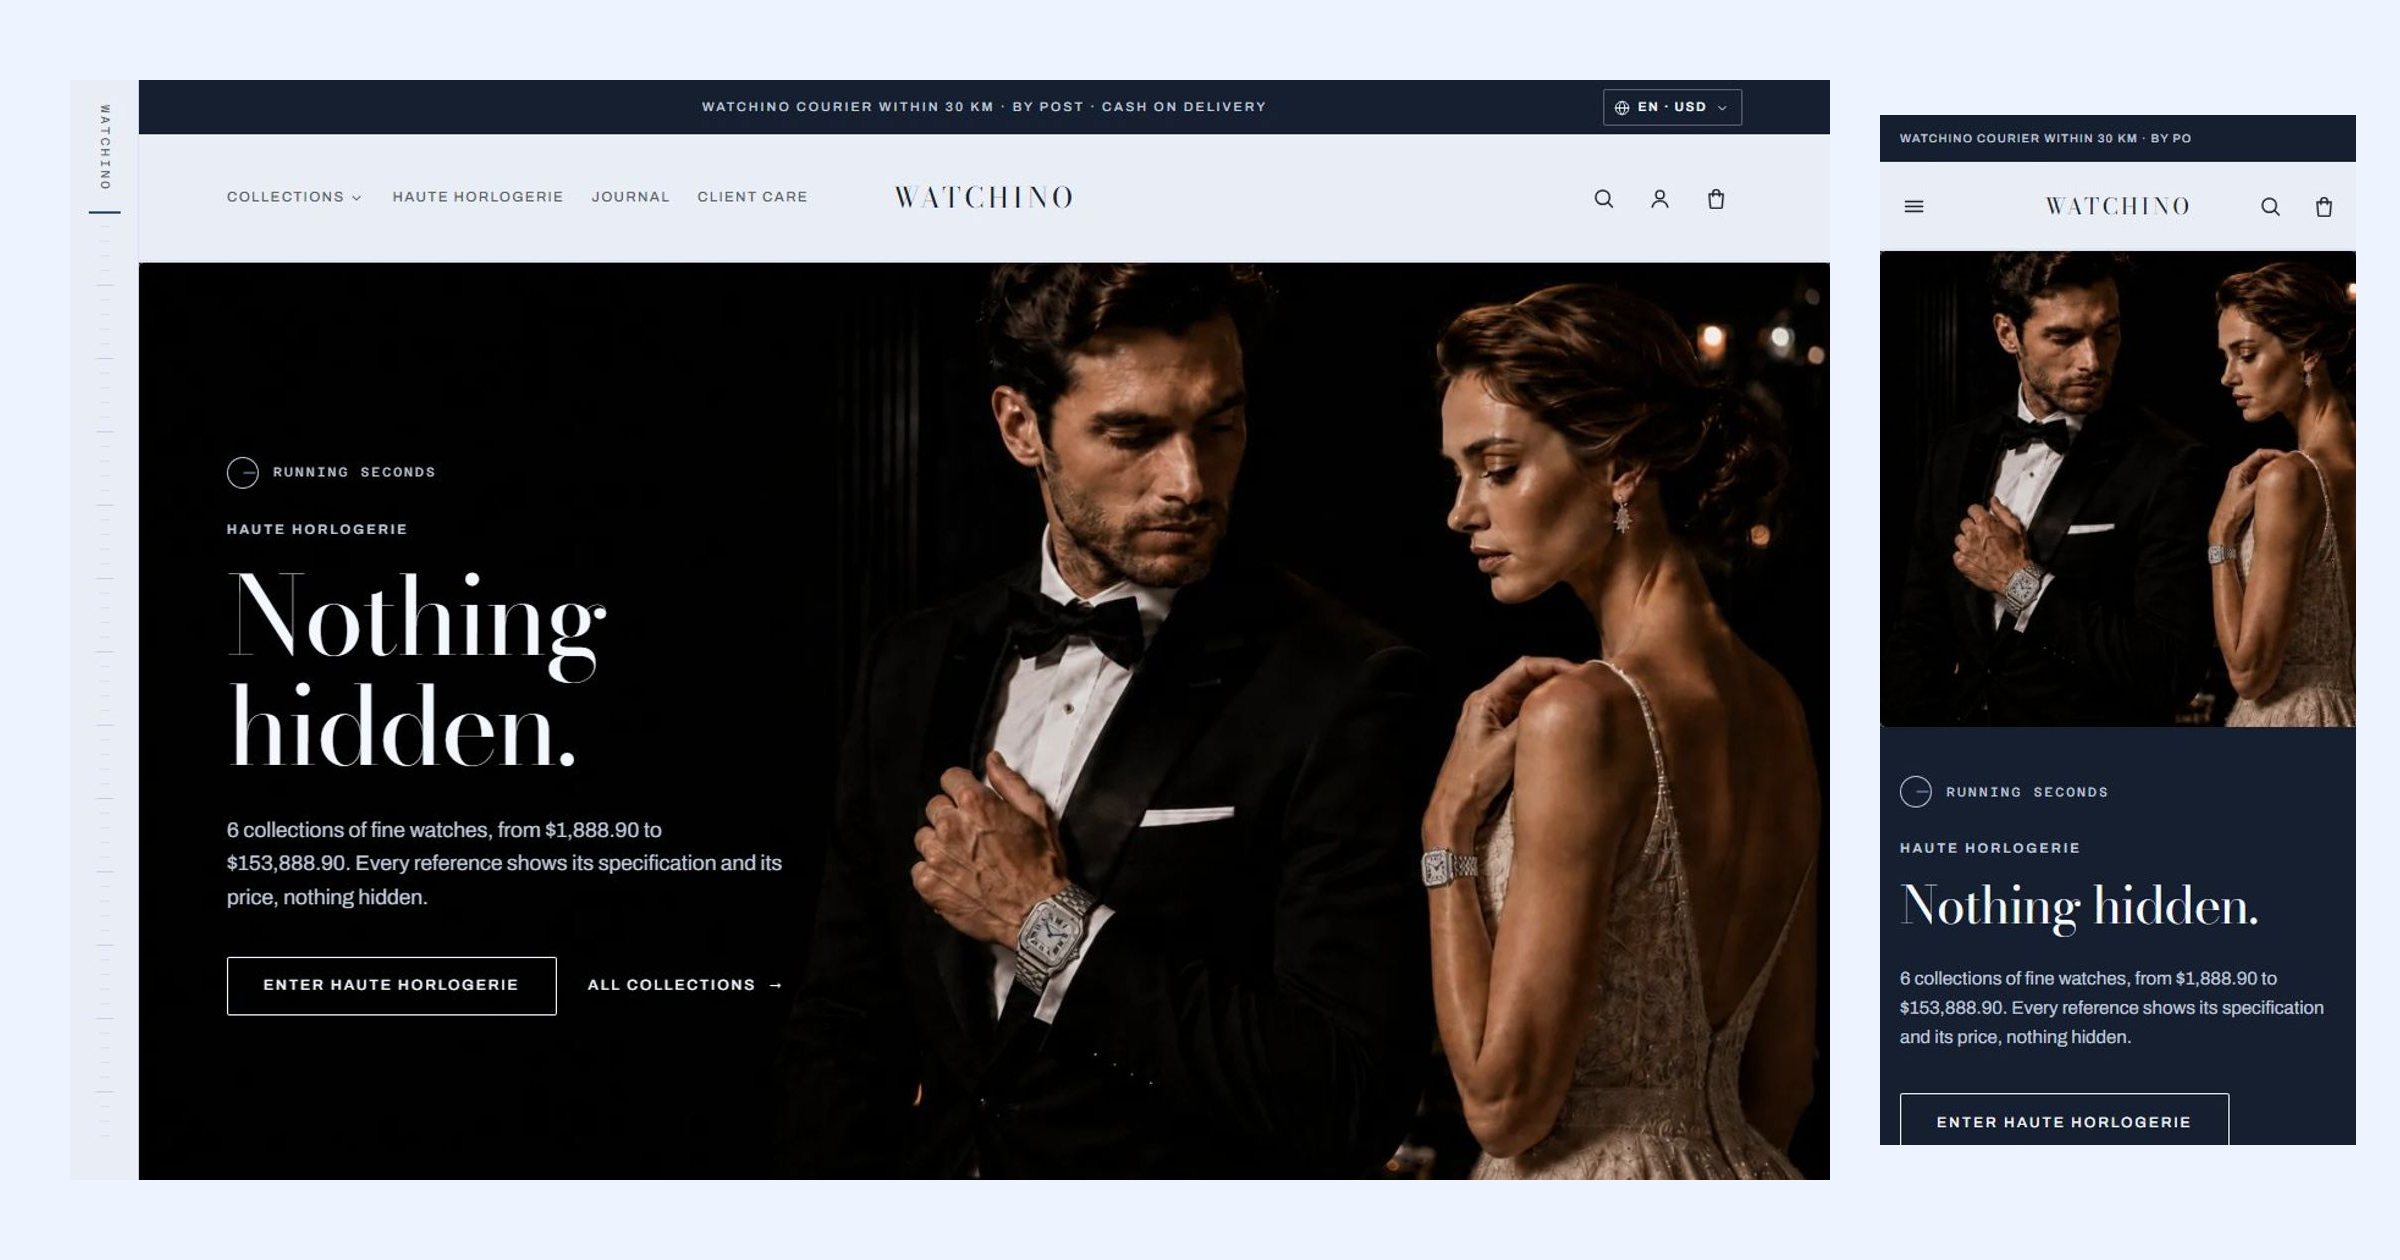 WATCHINO
WATCHINO COURIER WITHIN 30 KM · BY POST · CASH ON DELIVERY
EN · USD
COLLECTIONS
HAUTE HORLOGERIE
JOURNAL
CLIENT CARE
WATCHINO
RUNNING SECONDS
HAUTE HORLOGERIE
Nothing
hidden.
6 collections of fine watches, from $1,888.90 to
$153,888.90. Every reference shows its specification and its
price, nothing hidden.
ENTER HAUTE HORLOGERIE
ALL COLLECTIONS →
WATCHINO COURIER WITHIN 30 KM · BY PO
WATCHINO
RUNNING SECONDS
HAUTE HORLOGERIE
Nothing hidden.
6 collections of fine watches, from $1,888.90 to
$153,888.90. Every reference shows its specification
and its price, nothing hidden.
ENTER HAUTE HORLOGERIE